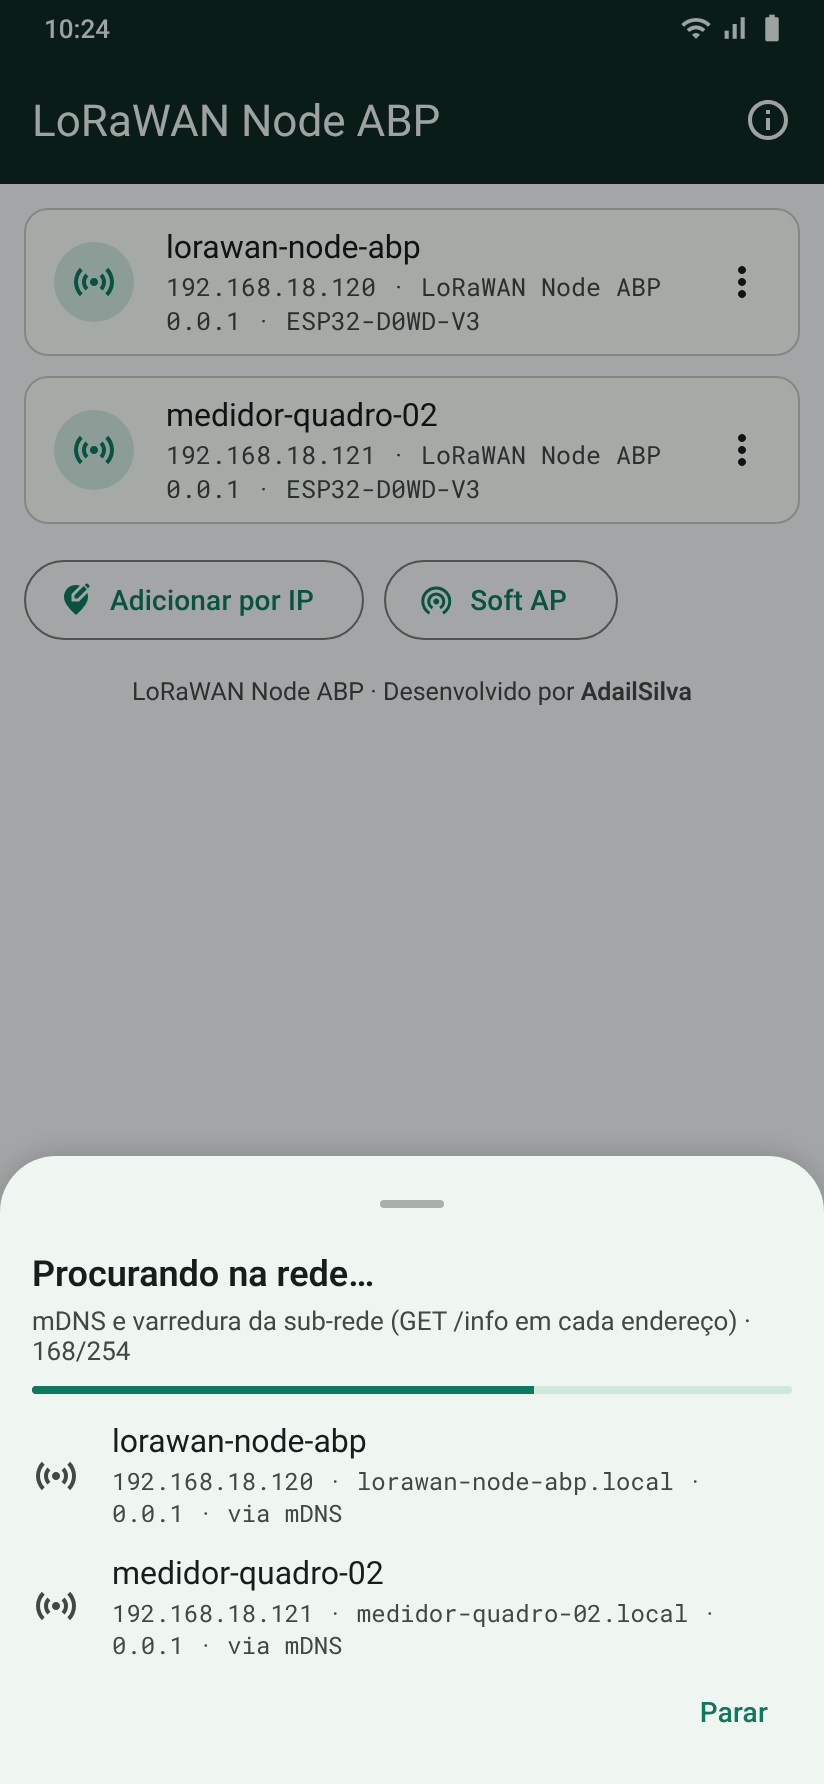 10:24
LoRaWAN Node ABP
lorawan-node-abp
192.168.18.120 · LoRaWAN Node ABP
0.0.1 · ESP32-D0WD-V3
medidor-quadro-02
192.168.18.121 · LoRaWAN Node ABP
0.0.1 · ESP32-D0WD-V3
Adicionar por IP
Soft AP
LoRaWAN Node ABP · Desenvolvido por AdailSilva
Procurando na rede…
mDNS e varredura da sub-rede (GET /info em cada endereço) ·
168/254
lorawan-node-abp
192.168.18.120 · lorawan-node-abp.local ·
0.0.1 · via mDNS
medidor-quadro-02
192.168.18.121 · medidor-quadro-02.local ·
0.0.1 · via mDNS
Parar